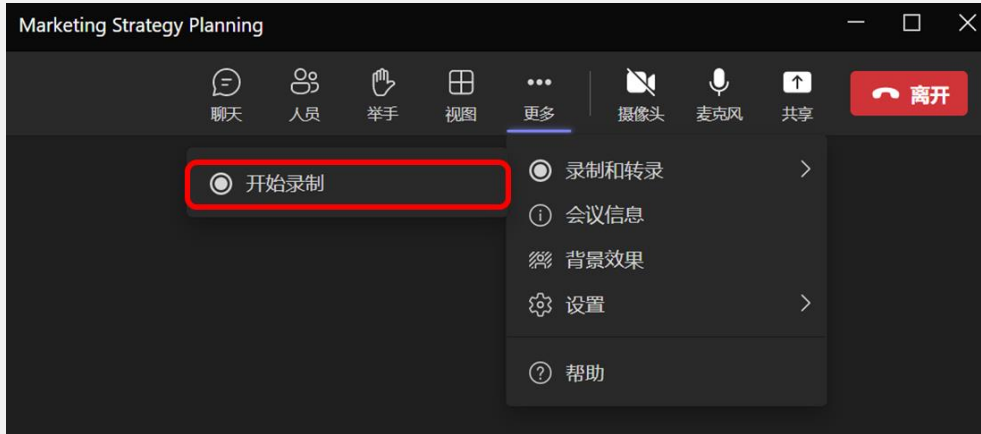 Marketing Strategy Planning
聊天 人员 举手 视图 更多 摄像头 麦克风 共享 离开
开始录制
录制和转录
会议信息
背景效果
设置
帮助